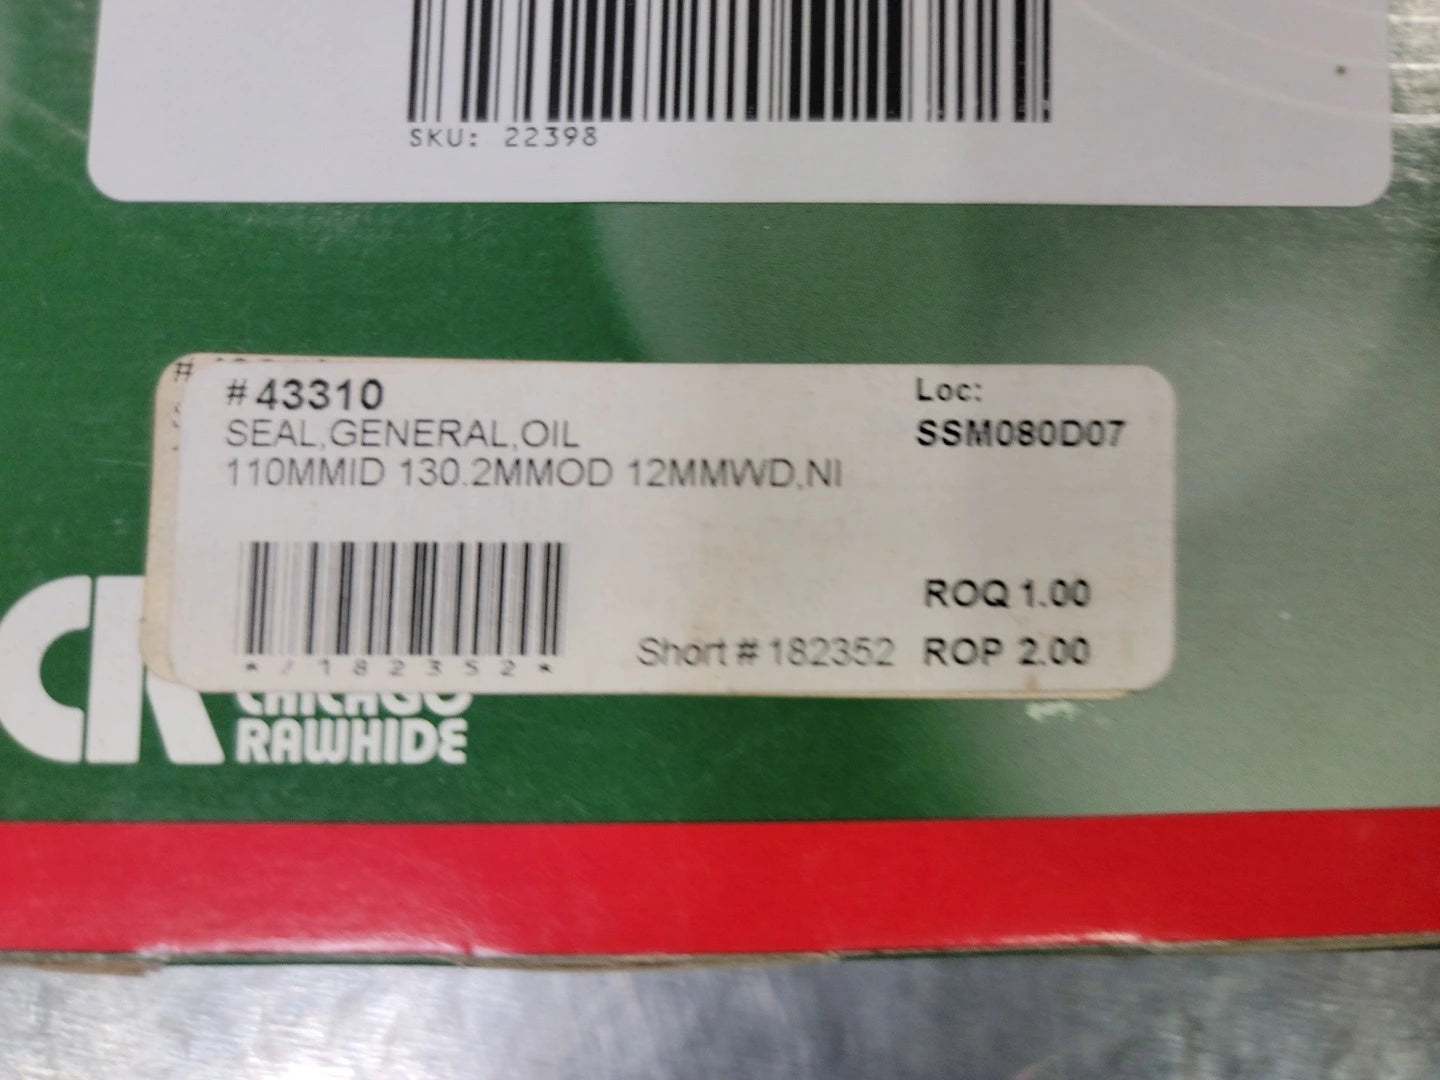 SKU: 22398
#43310
SEAL,GENERAL,OIL
110MMID 130.2MMOD 12MMWD,NI
Loc:
SSM080D07
*/182352*
Short # 182352
ROQ 1.00
ROP 2.00
CR
CHICAGO
RAWHIDE